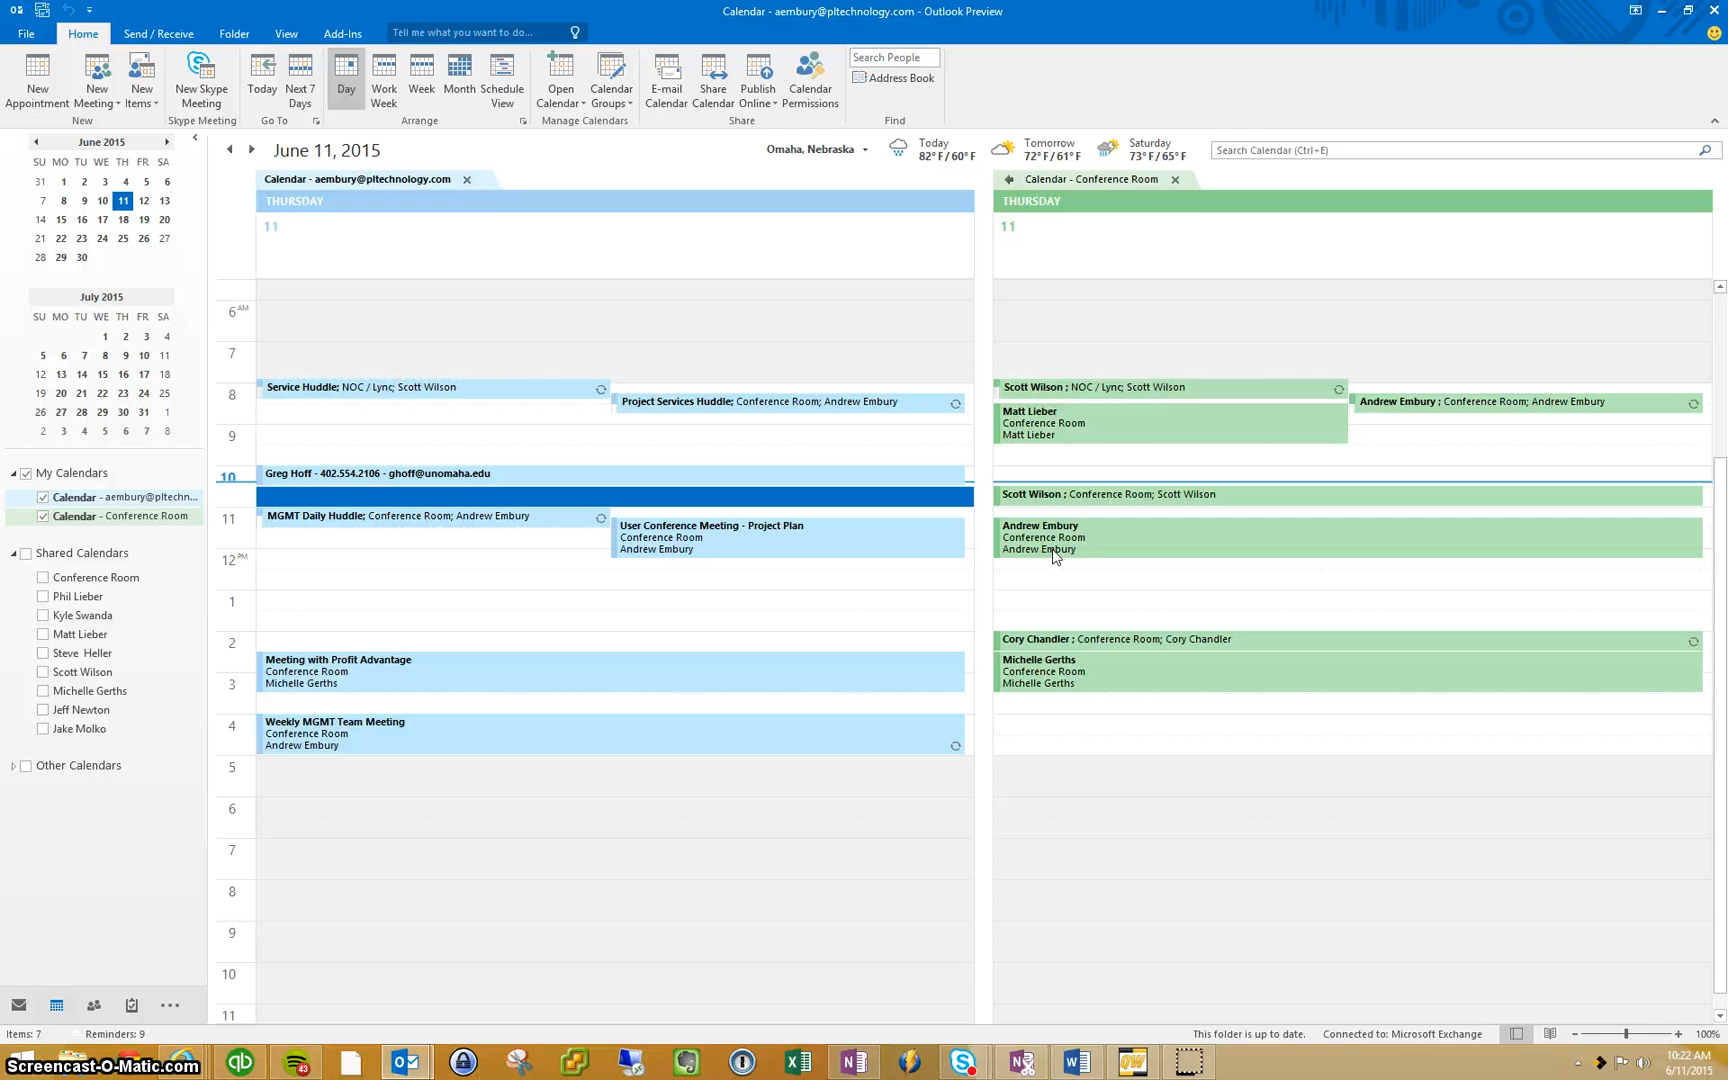 Calendar - aembury@pltechnology.com - Outlook Preview
File Home Send / Receive Folder View Add-Ins Tell me what you want to do...
New Appointment
New Meeting
New Items
New Skype Meeting
Today
Next 7 Days
Day
Work Week
Week
Month
Schedule View
Open Calendar
Calendar Groups
E-mail Calendar
Share Calendar
Publish Online
Calendar Permissions
Search People
Address Book
New
Skype Meeting
Go To
Arrange
Manage Calendars
Share
Find
June 2015
SU MO TU WE TH FR SA
31 1 2 3 4 5 6
7 8 9 10 11 12 13
14 15 16 17 18 19 20
21 22 23 24 25 26 27
28 29 30
July 2015
SU MO TU WE TH FR SA
1 2 3 4
5 6 7 8 9 10 11
12 13 14 15 16 17 18
19 20 21 22 23 24 25
26 27 28 29 30 31 1
2 3 4 5 6 7 8
My Calendars
Calendar - aembury@pltechn...
Calendar - Conference Room
Shared Calendars
Conference Room
Phil Lieber
Kyle Swanda
Matt Lieber
Steve Heller
Scott Wilson
Michelle Gerths
Jeff Newton
Jake Molko
Other Calendars
June 11, 2015
Omaha, Nebraska
Today
82° F / 60° F
Tomorrow
72° F / 61° F
Saturday
73° F / 65° F
Search Calendar (Ctrl+E)
Calendar - aembury@pltechnology.com
THURSDAY
11
6 AM
7
8
9
10
11
12 PM
1
2
3
4
5
6
7
8
9
10
11
Service Huddle; NOC / Lync; Scott Wilson
Project Services Huddle; Conference Room; Andrew Embury
Greg Hoff - 402.554.2106 - ghoff@unomaha.edu
MGMT Daily Huddle; Conference Room; Andrew Embury
User Conference Meeting - Project Plan
Conference Room
Andrew Embury
Meeting with Profit Advantage
Conference Room
Michelle Gerths
Weekly MGMT Team Meeting
Conference Room
Andrew Embury
Calendar - Conference Room
THURSDAY
11
Scott Wilson ; NOC / Lync; Scott Wilson
Andrew Embury ; Conference Room; Andrew Embury
Matt Lieber
Conference Room
Matt Lieber
Scott Wilson ; Conference Room; Scott Wilson
Andrew Embury
Conference Room
Andrew Embury
Cory Chandler ; Conference Room; Cory Chandler
Michelle Gerths
Conference Room
Michelle Gerths
Items: 7 Reminders: 9
This folder is up to date. Connected to: Microsoft Exchange 100%
Screencast-O-Matic.com
43
10:22 AM
6/11/2015